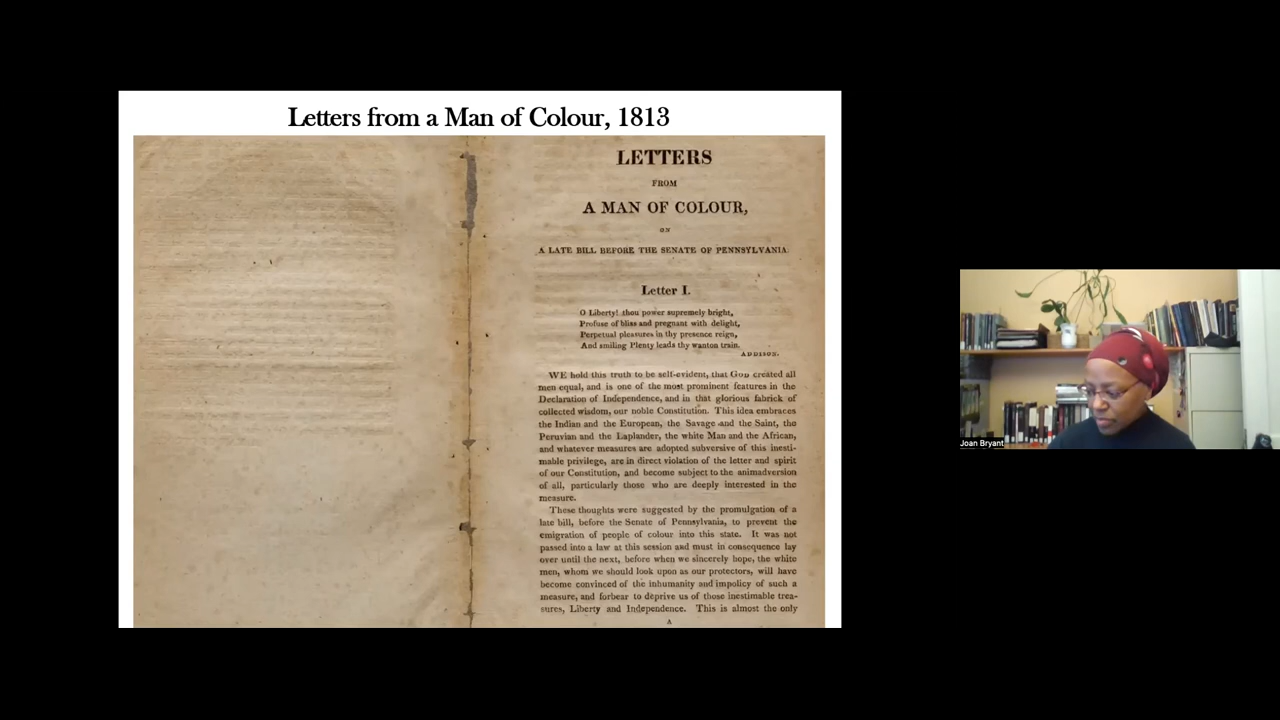 Letters from a Man of Colour, 1813
LETTERS
FROM
A MAN OF COLOUR,
ON
A LATE BILL BEFORE THE SENATE OF PENNSYLVANIA.
Letter I.
O Liberty! thou power supremely bright,
Profuse of bliss and pregnant with delight,
Perpetual pleasures in thy presence reign,
And smiling Plenty leads thy wanton train.
ADDISON.
WE hold this truth to be self-evident, that GOD created all
men equal, and is one of the most prominent features in the
Declaration of Independence, and in that glorious fabrick of
collected wisdom, our noble Constitution. This idea embraces
the Indian and the European, the Savage and the Saint, the
Peruvian and the Laplander, the white Man and the African,
and whatever measures are adopted subversive of this inesti-
mable privilege, are in direct violation of the letter and spirit
of our Constitution, and become subject to the animadversion
of all, particularly those who are deeply interested in the
measure.
These thoughts were suggested by the promulgation of a
late bill, before the Senate of Pennsylvania, to prevent the
emigration of people of colour into this state. It was not
passed into a law at this session and must in consequence lay
over until the next, before when we sincerely hope, the white
men, whom we should look upon as our protectors, will have
become convinced of the inhumanity and impolicy of such a
measure, and forbear to deprive us of those inestimable trea-
sures, Liberty and Independence. This is almost the only
A
Joan Bryant